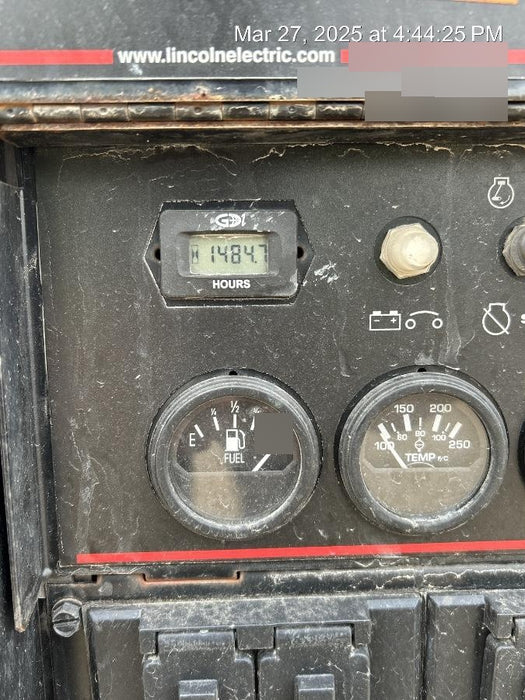 Mar 27, 2025 at 4:44:25 PM
www.lincolnelectric.com
H 1484.7
HOURS
- +
E ¼ ½
FUEL
100 150 200 250
60 80 100
TEMP F/C